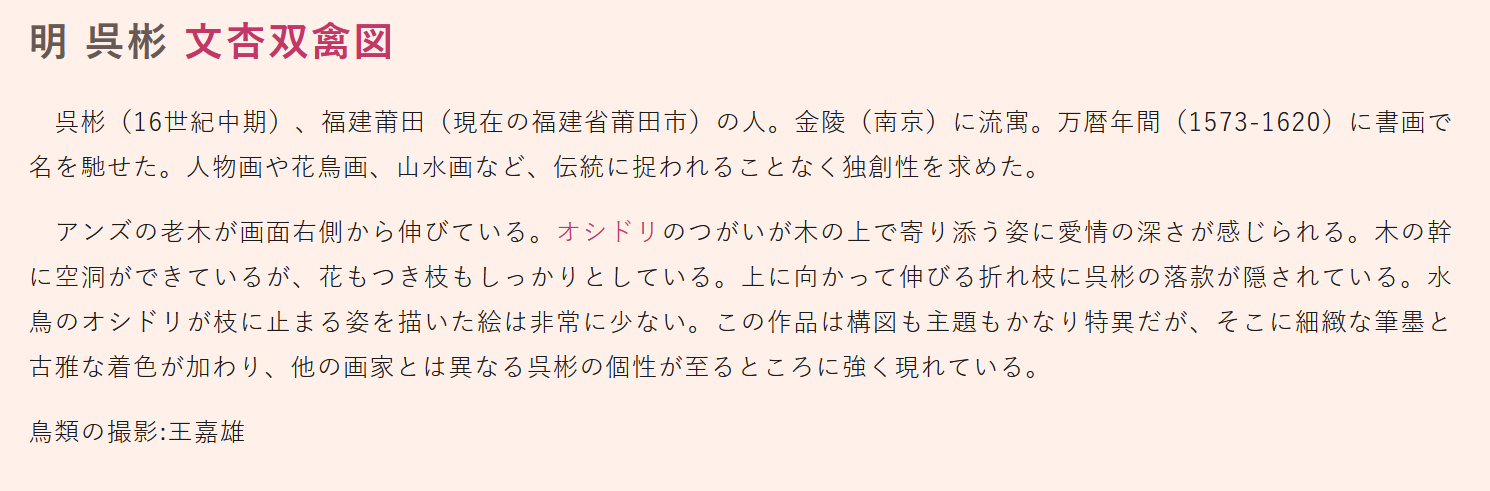 明 呉彬 文杏双禽図
　呉彬（16世紀中期）、福建莆田（現在の福建省莆田市）の人。金陵（南京）に流寓。万暦年間（1573-1620）に書画で
名を馳せた。人物画や花鳥画、山水画など、伝統に捉われることなく独創性を求めた。
　アンズの老木が画面右側から伸びている。オシドリのつがいが木の上で寄り添う姿に愛情の深さが感じられる。木の幹
に空洞ができているが、花もつき枝もしっかりとしている。上に向かって伸びる折れ枝に呉彬の落款が隠されている。水
鳥のオシドリが枝に止まる姿を描いた絵は非常に少ない。この作品は構図も主題もかなり特異だが、そこに細緻な筆墨と
古雅な着色が加わり、他の画家とは異なる呉彬の個性が至るところに強く現れている。
鳥類の撮影:王嘉雄